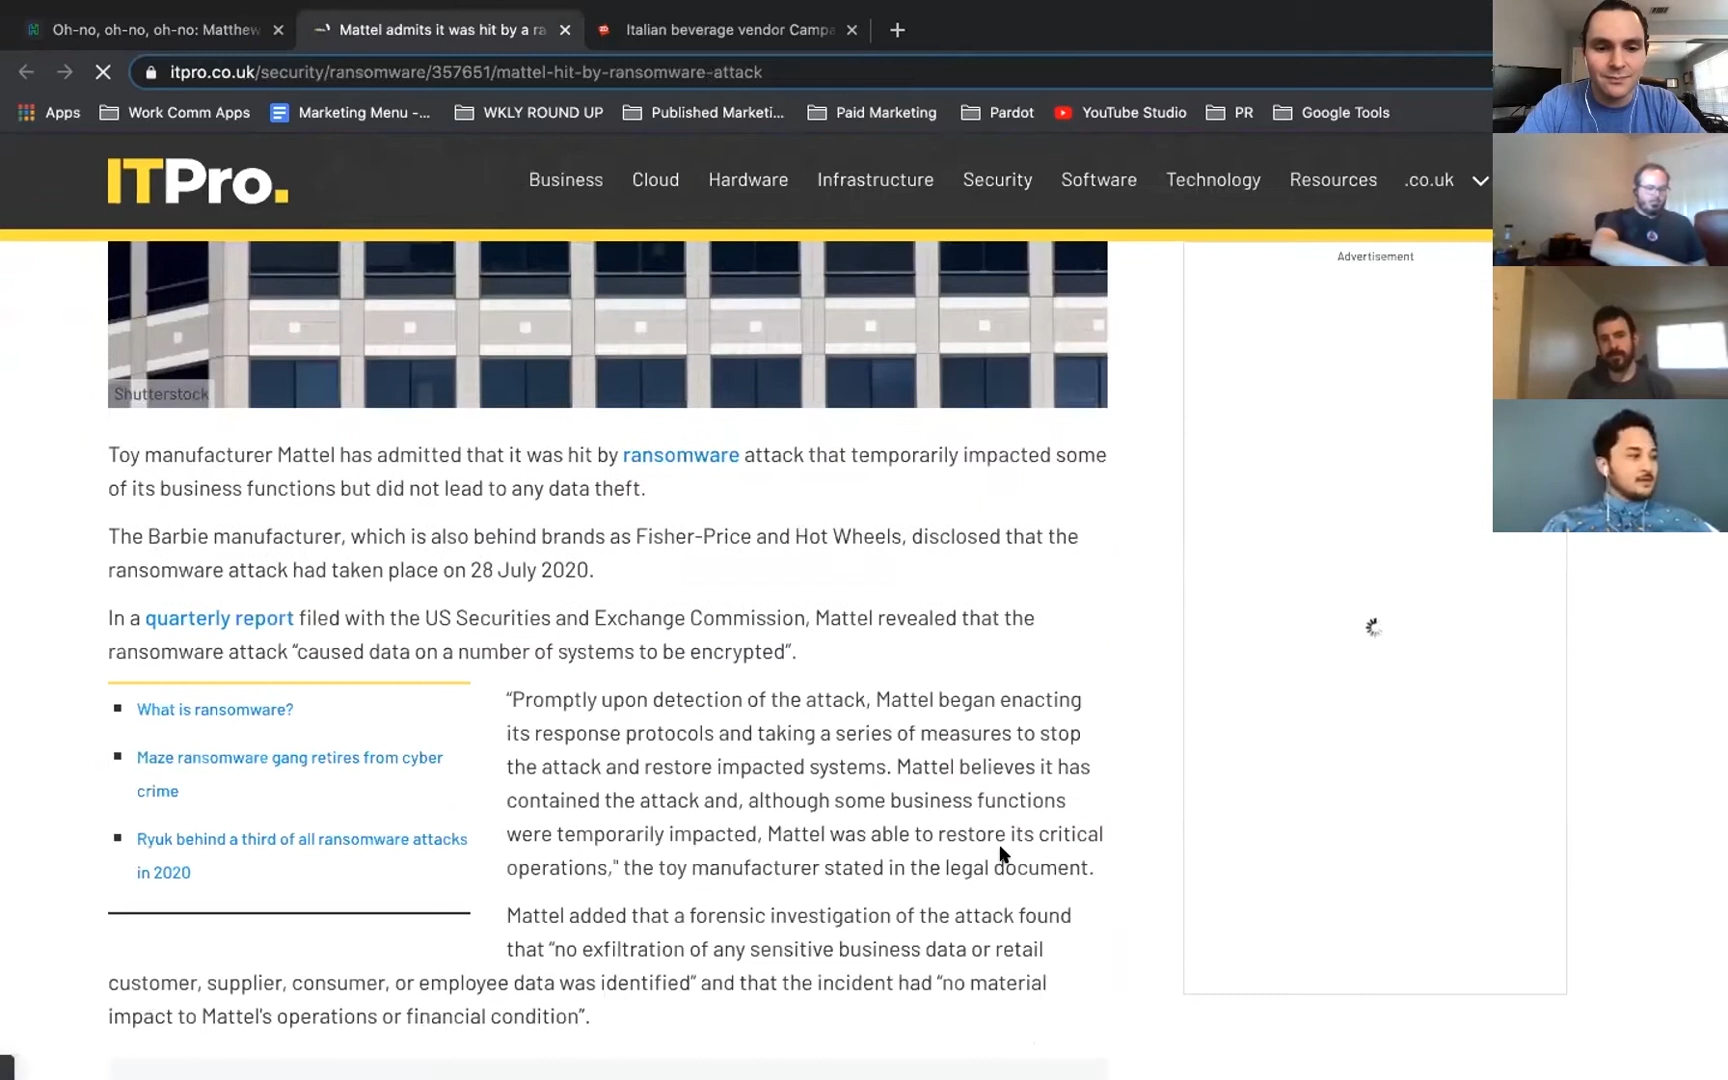 Oh-no, oh-no, oh-no: Matthew
Mattel admits it was hit by a ra
Italian beverage vendor Campa
itpro.co.uk/security/ransomware/357651/mattel-hit-by-ransomware-attack
Apps
Work Comm Apps
Marketing Menu -...
WKLY ROUND UP
Published Marketi...
Paid Marketing
Pardot
YouTube Studio
PR
Google Tools
ITPro.
Business
Cloud
Hardware
Infrastructure
Security
Software
Technology
Resources
.co.uk
Advertisement
Shutterstock
Toy manufacturer Mattel has admitted that it was hit by ransomware attack that temporarily impacted some
of its business functions but did not lead to any data theft.
The Barbie manufacturer, which is also behind brands as Fisher-Price and Hot Wheels, disclosed that the
ransomware attack had taken place on 28 July 2020.
In a quarterly report filed with the US Securities and Exchange Commission, Mattel revealed that the
ransomware attack “caused data on a number of systems to be encrypted”.
What is ransomware?
Maze ransomware gang retires from cyber
crime
Ryuk behind a third of all ransomware attacks
in 2020
“Promptly upon detection of the attack, Mattel began enacting
its response protocols and taking a series of measures to stop
the attack and restore impacted systems. Mattel believes it has
contained the attack and, although some business functions
were temporarily impacted, Mattel was able to restore its critical
operations," the toy manufacturer stated in the legal document.
Mattel added that a forensic investigation of the attack found
that “no exfiltration of any sensitive business data or retail
customer, supplier, consumer, or employee data was identified” and that the incident had “no material
impact to Mattel's operations or financial condition”.